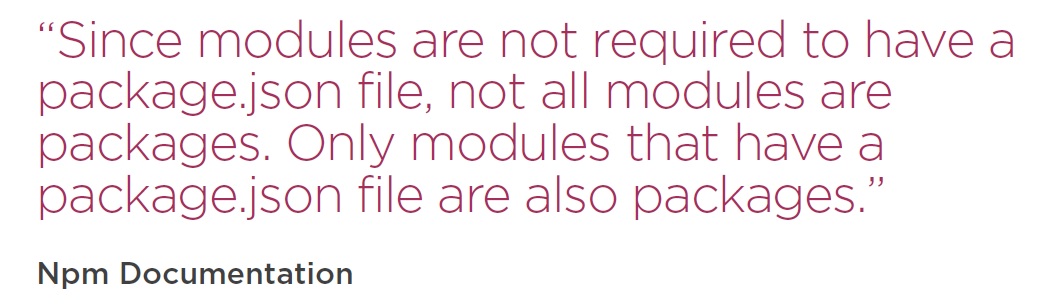 “Since modules are not required to have a
package.json file, not all modules are
packages. Only modules that have a
package.json file are also packages.”
Npm Documentation